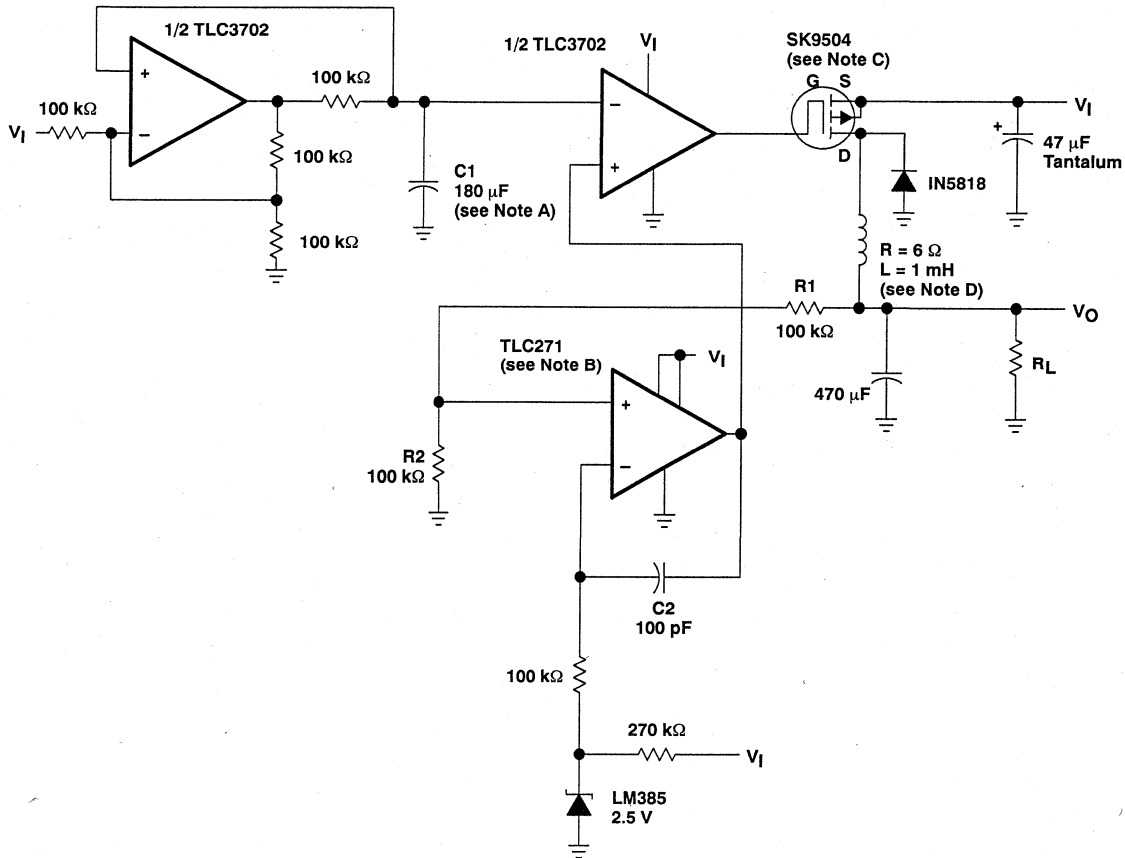 1/2 TLC3702
+
−
100 kΩ
VI
100 kΩ
100 kΩ
100 kΩ
C1
180 µF
(see Note A)
1/2 TLC3702
VI
−
+
SK9504
(see Note C)
G S
D
VI
+
47 µF
Tantalum
IN5818
R = 6 Ω
L = 1 mH
(see Note D)
R1
100 kΩ
VO
470 µF
RL
TLC271
(see Note B)
VI
+
−
R2
100 kΩ
C2
100 pF
100 kΩ
270 kΩ
VI
LM385
2.5 V